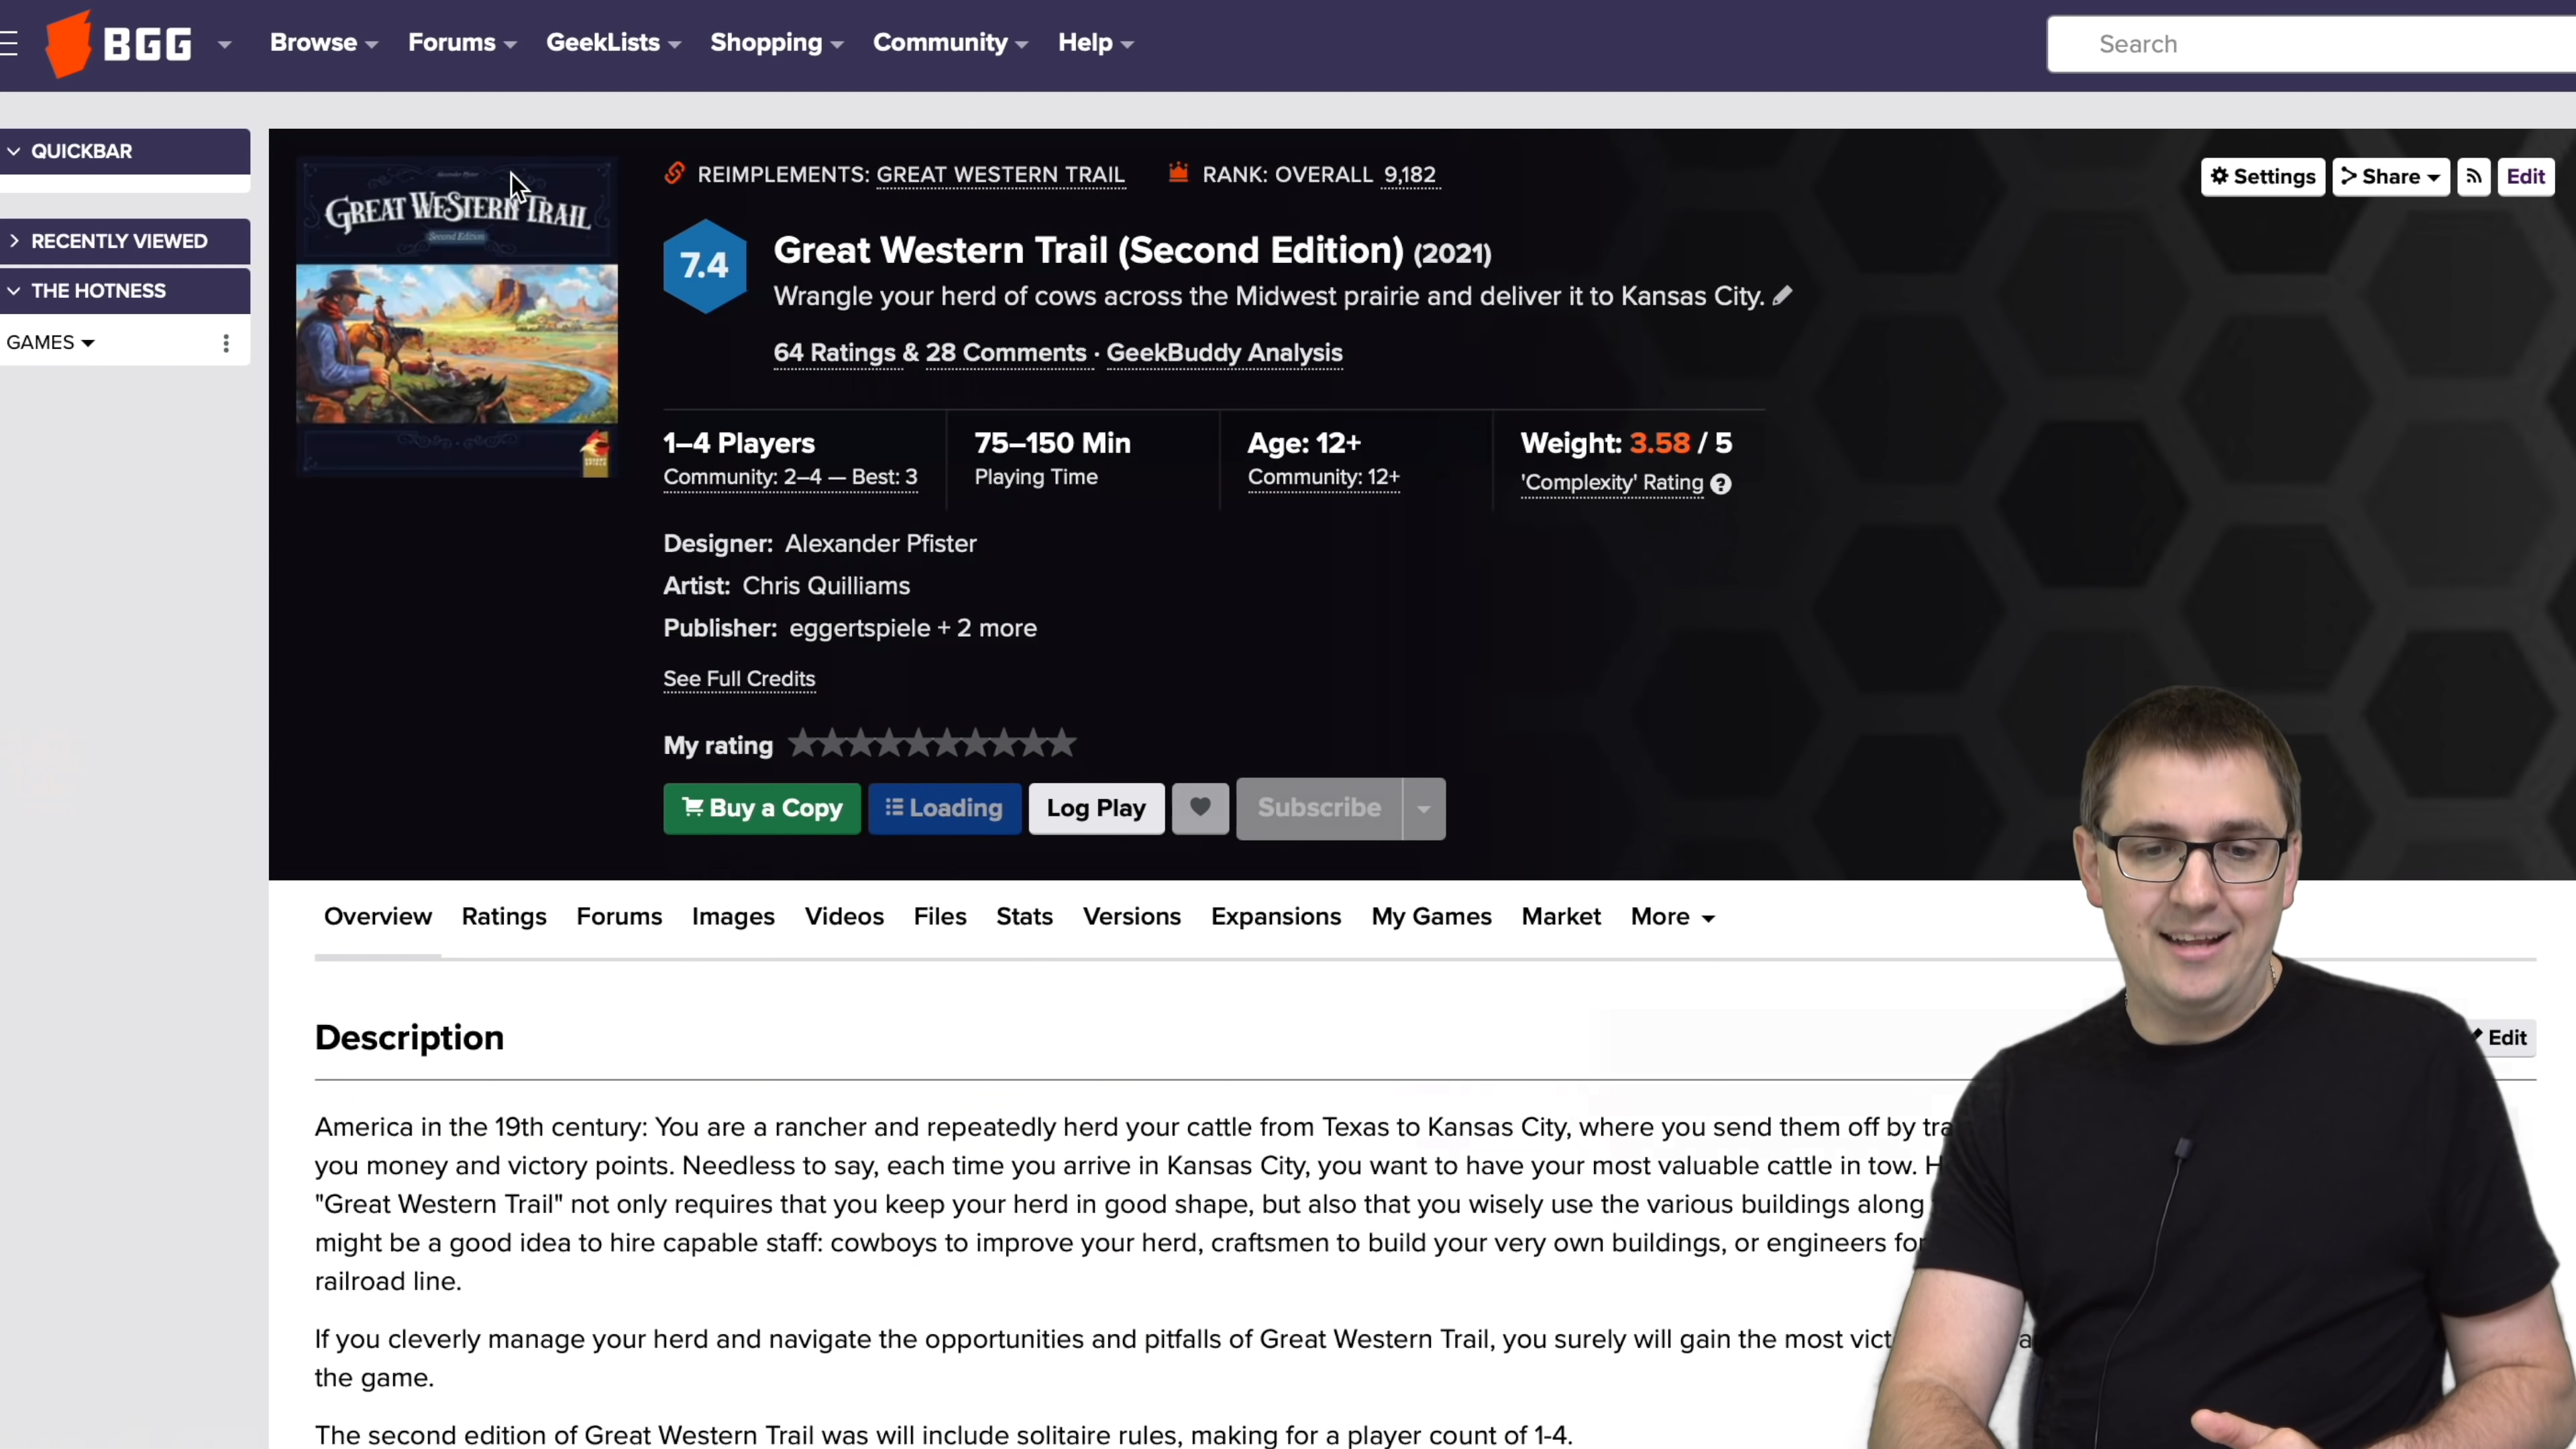 BGG Browse Forums GeekLists Shopping Community Help Search
QUICKBAR
RECENTLY VIEWED
THE HOTNESS
GAMES
Alexander Pfister
GREAT WESTERN TRAIL
Second Edition
REIMPLEMENTS: GREAT WESTERN TRAIL RANK: OVERALL 9,182
Settings Share Edit
7.4
Great Western Trail (Second Edition) (2021)
Wrangle your herd of cows across the Midwest prairie and deliver it to Kansas City.
64 Ratings & 28 Comments · GeekBuddy Analysis
1–4 Players 75–150 Min Age: 12+ Weight: 3.58 / 5
Community: 2–4 — Best: 3 Playing Time Community: 12+ 'Complexity' Rating ?
Designer: Alexander Pfister
Artist: Chris Quilliams
Publisher: eggertspiele + 2 more
See Full Credits
My rating
Buy a Copy Loading Log Play Subscribe
Overview Ratings Forums Images Videos Files Stats Versions Expansions My Games Market More
Description
Edit
America in the 19th century: You are a rancher and repeatedly herd your cattle from Texas to Kansas City, where you send them off by tra
you money and victory points. Needless to say, each time you arrive in Kansas City, you want to have your most valuable cattle in tow. H
"Great Western Trail" not only requires that you keep your herd in good shape, but also that you wisely use the various buildings along
might be a good idea to hire capable staff: cowboys to improve your herd, craftsmen to build your very own buildings, or engineers for
railroad line.
If you cleverly manage your herd and navigate the opportunities and pitfalls of Great Western Trail, you surely will gain the most vict
the game.
The second edition of Great Western Trail was will include solitaire rules, making for a player count of 1-4.